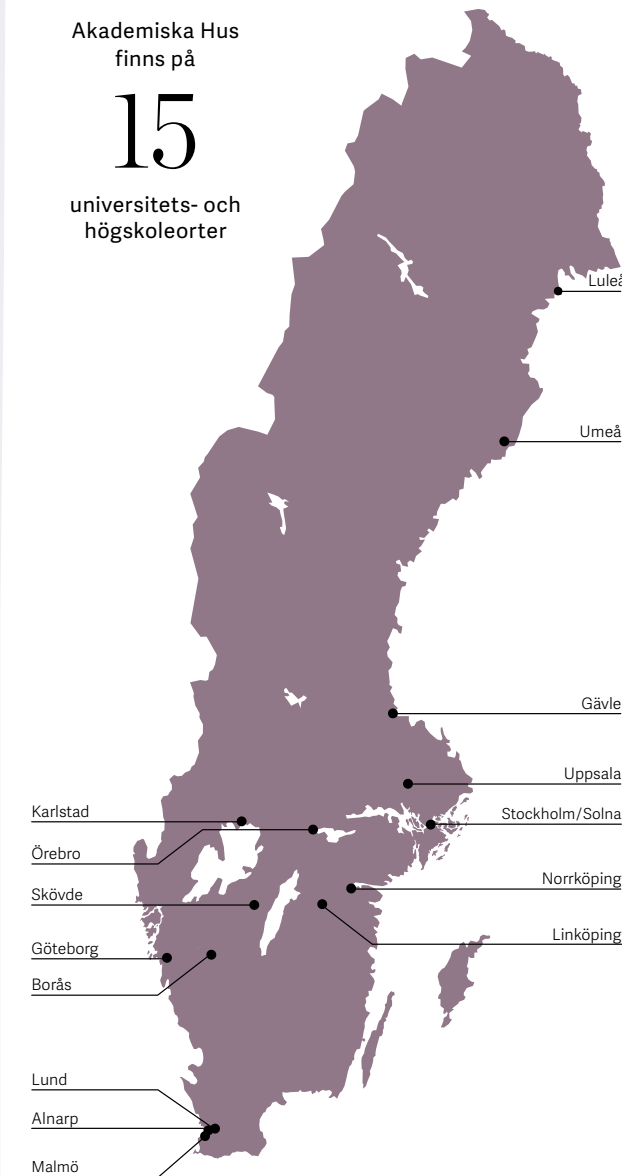 Akademiska Hus
finns på
15
universitets- och
högskoleorter
Luleå
Umeå
Gävle
Uppsala
Stockholm/Solna
Norrköping
Linköping
Karlstad
Örebro
Skövde
Göteborg
Borås
Lund
Alnarp
Malmö